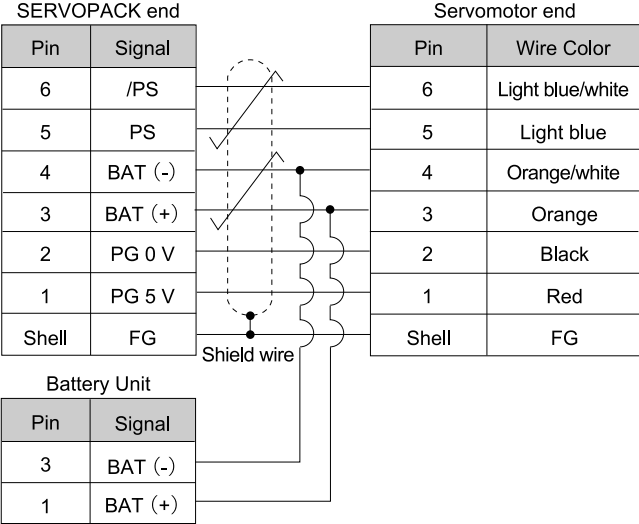 SERVOPACK end Servomotor end
Pin Signal Pin Wire Color
6 /PS 6 Light blue/white
5 PS 5 Light blue
4 BAT (-) 4 Orange/white
3 BAT (+) 3 Orange
2 PG 0 V 2 Black
1 PG 5 V 1 Red
Shell FG Shell FG
Shield wire
Battery Unit
Pin Signal
3 BAT (-)
1 BAT (+)